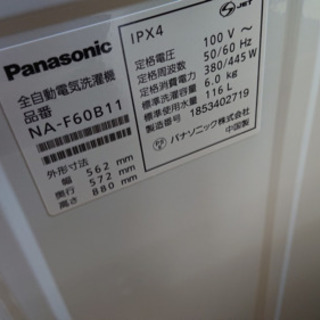 Panasonic
全自動電気洗濯機
品番
NA-F60B11
外形寸法
幅 562 mm
奥行 572 mm
高さ 880 mm
IPX4
JET
定格電圧 100 V ~
定格周波数 50/60 Hz
定格消費電力 380/445 W
標準洗濯容量 6.0 kg
標準使用水量 116 L
製造番号 1853402719
パナソニック株式会社
中国製